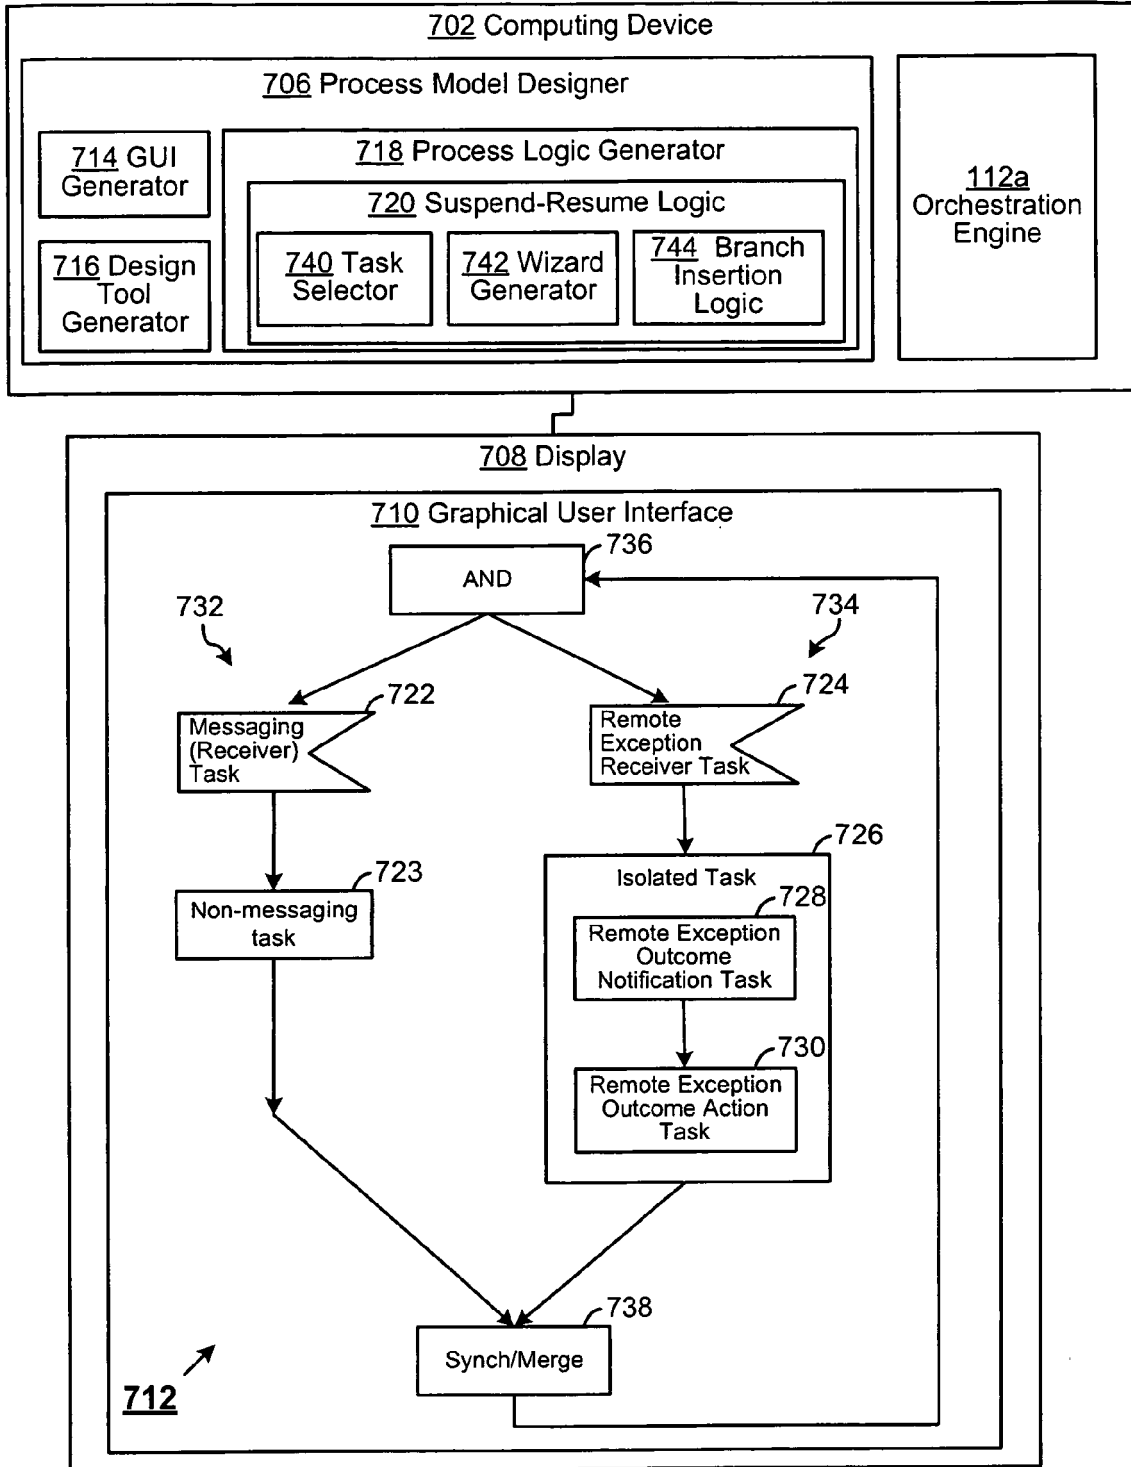 702 Computing Device
706 Process Model Designer
714 GUI
Generator
716 Design
Tool
Generator
718 Process Logic Generator
720 Suspend-Resume Logic
740 Task
Selector
742 Wizard
Generator
744 Branch
Insertion
Logic
112a
Orchestration
Engine
708 Display
710 Graphical User Interface
736
AND
732
734
722
Messaging
(Receiver)
Task
724
Remote
Exception
Receiver Task
723
Non-messaging
task
726
Isolated Task
728
Remote Exception
Outcome
Notification Task
730
Remote Exception
Outcome Action
Task
738
Synch/Merge
712